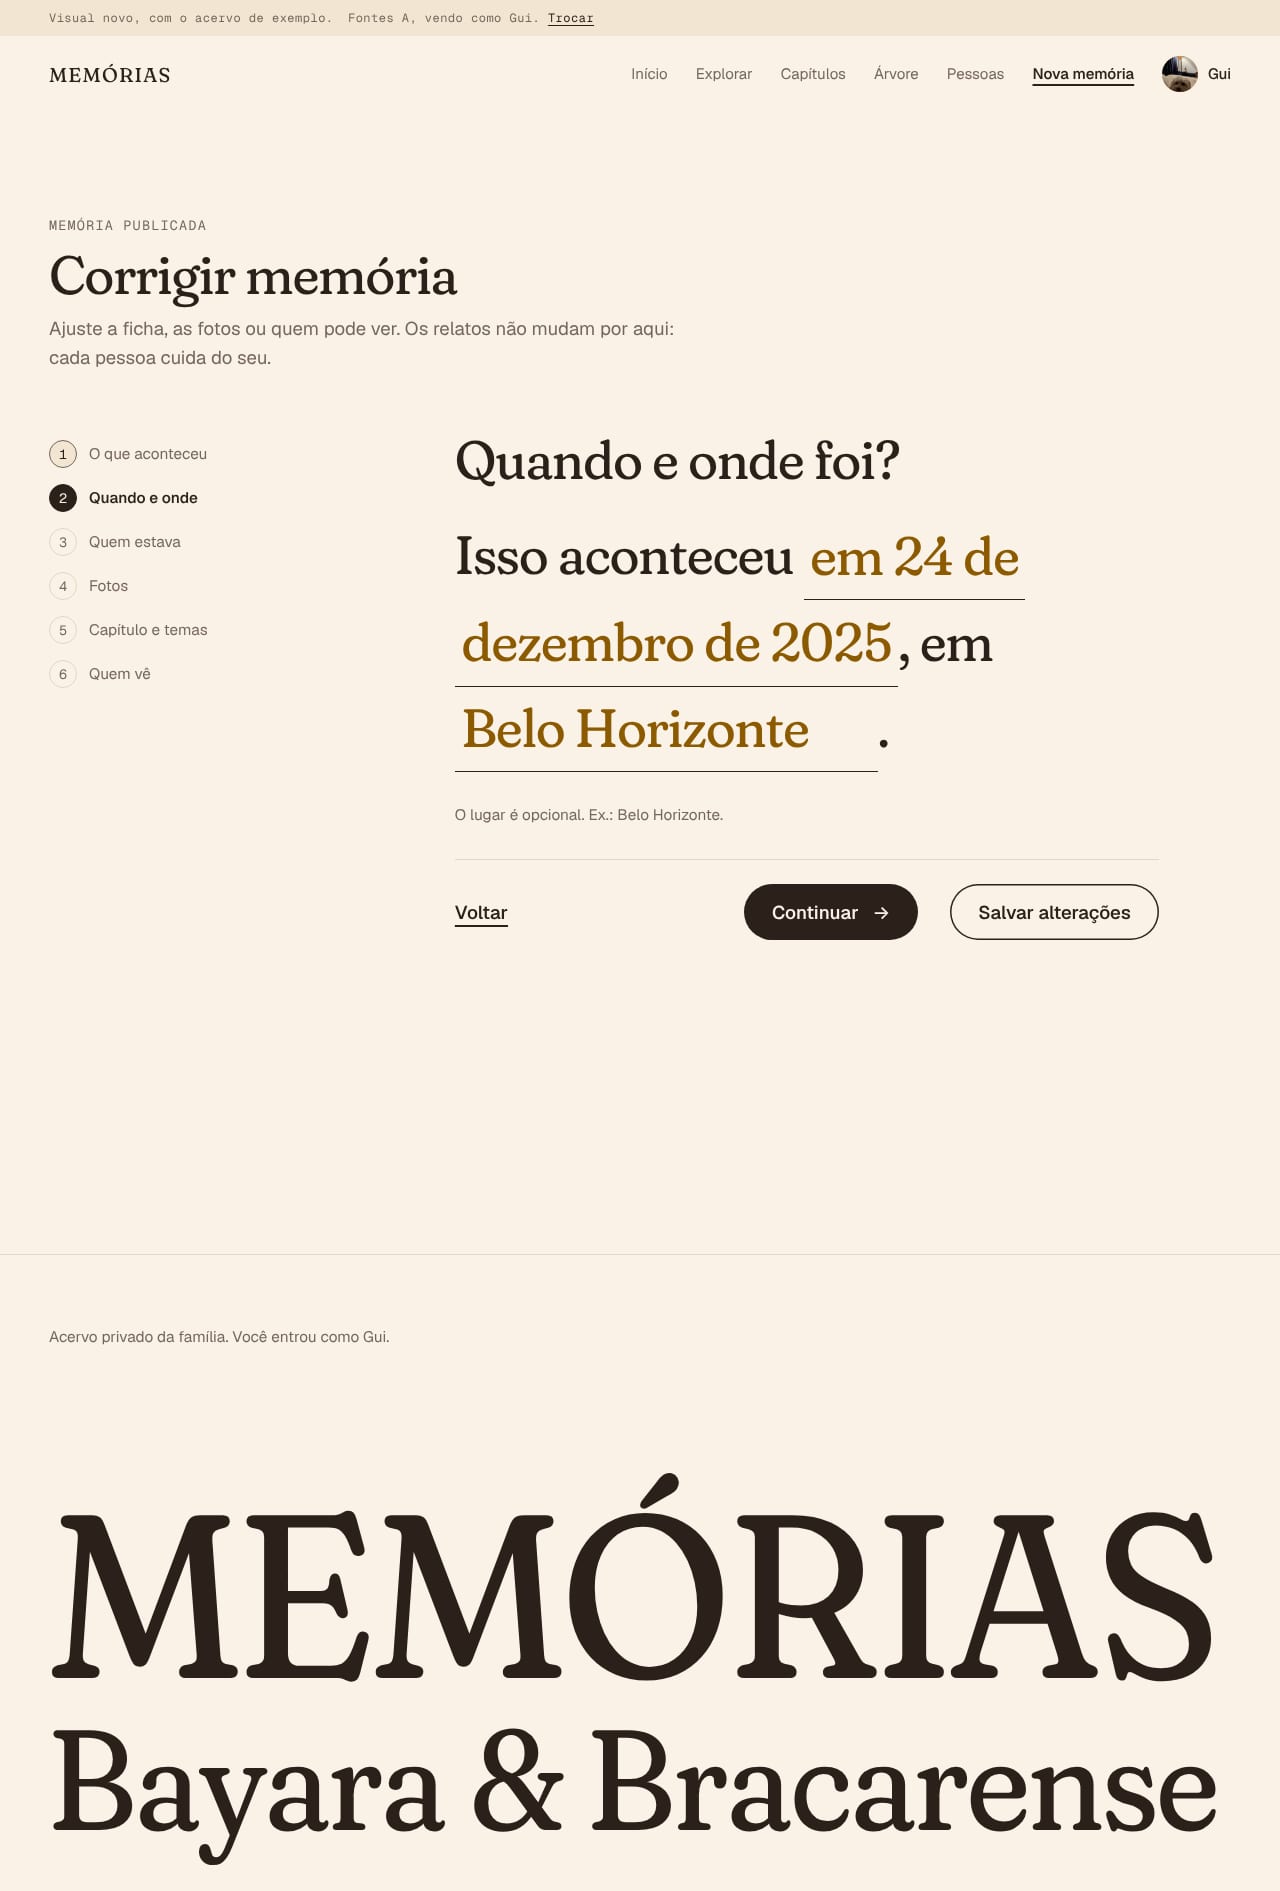 Visual novo, com o acervo de exemplo. Fontes A, vendo como Gui. Trocar
MEMÓRIAS
Início Explorar Capítulos Árvore Pessoas Nova memória Gui
MEMÓRIA PUBLICADA
Corrigir memória
Ajuste a ficha, as fotos ou quem pode ver. Os relatos não mudam por aqui:
cada pessoa cuida do seu.
1 O que aconteceu
2 Quando e onde
3 Quem estava
4 Fotos
5 Capítulo e temas
6 Quem vê
Quando e onde foi?
Isso aconteceu em 24 de
dezembro de 2025, em
Belo Horizonte .
O lugar é opcional. Ex.: Belo Horizonte.
Voltar Continuar → Salvar alterações
Acervo privado da família. Você entrou como Gui.
MEMÓRIAS
Bayara & Bracarense